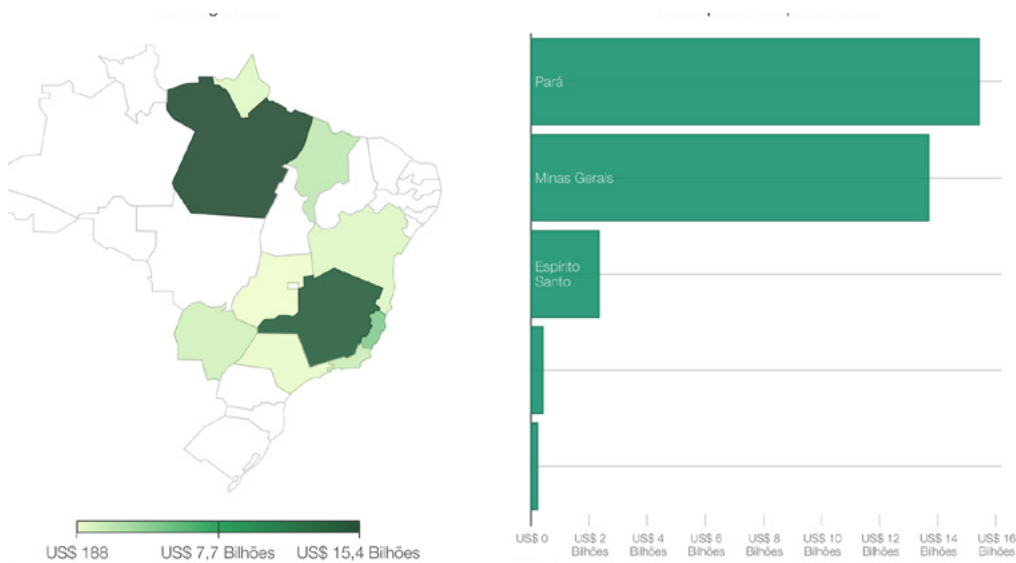 US$ 188
US$ 7,7 Bilhões
US$ 15,4 Bilhões
Pará
Minas Gerais
Espírito
Santo
US$ 0
US$ 2
Bilhões
US$ 4
Bilhões
US$ 6
Bilhões
US$ 8
Bilhões
US$ 10
Bilhões
US$ 12
Bilhões
US$ 14
Bilhões
US$ 16
Bilhões